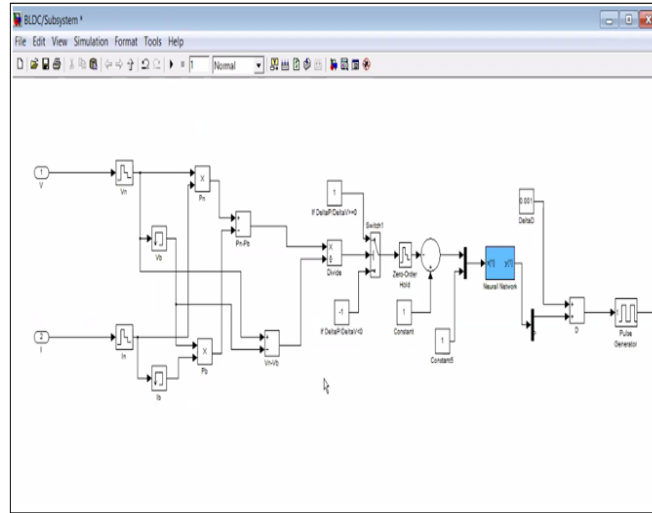 BLDC/Subsystem *
File Edit View Simulation Format Tools Help
1 Normal
1
V
Vn
X
Pn
Vb
Pn-Pb
1
If DeltaP/DeltaV>=0
Switch1
X
Divide
Zero-Order
Hold
-1
If DeltaP/DeltaV<0
1
Constant
1
Constant5
x{1} y{1}
Neural Network
0.001
DeltaD
D
Pulse
Generator
2
I
In
Ib
X
Pb
Vn-Vb